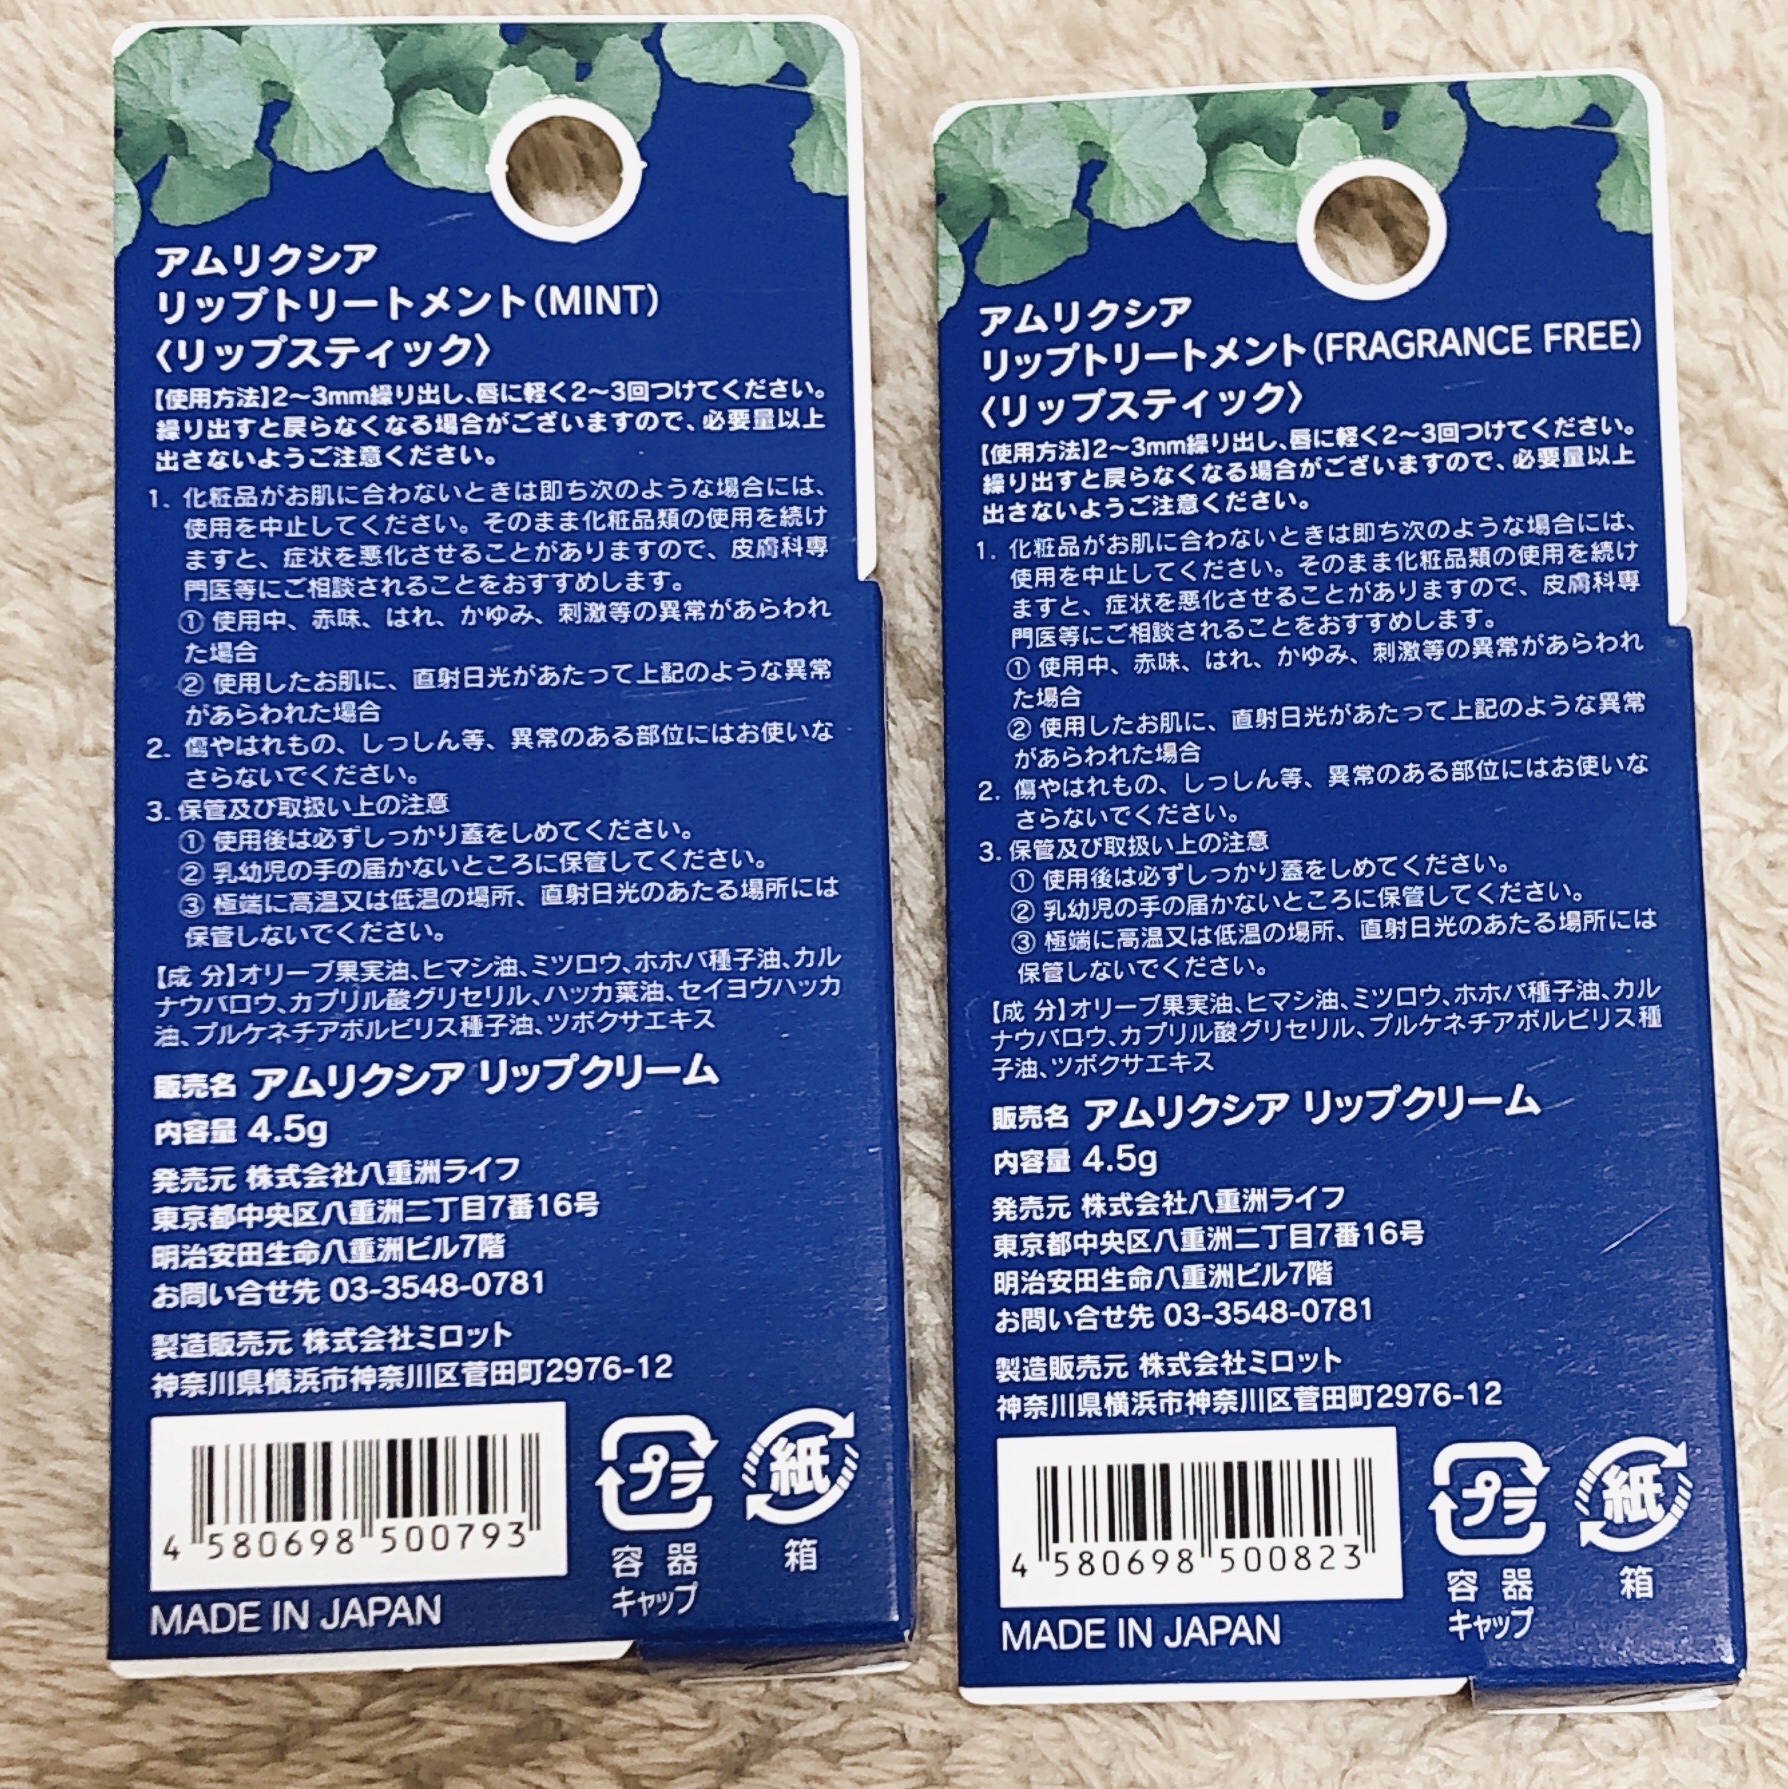 アムリクシア
リップトリートメント(MINT)
〈リップスティック〉
【使用方法】2〜3mm繰り出し、唇に軽く2〜3回つけてください。
繰り出すと戻らなくなる場合がございますので、必要量以上
出さないようご注意ください。
1. 化粧品がお肌に合わないときは即ち次のような場合には、
使用を中止してください。そのまま化粧品類の使用を続け
ますと、症状を悪化させることがありますので、皮膚科専
門医等にご相談されることをおすすめします。
① 使用中、赤味、はれ、かゆみ、刺激等の異常があらわれ
た場合
② 使用したお肌に、直射日光があたって上記のような異常
があらわれた場合
2. 傷やはれもの、しっしん等、異常のある部位にはお使いな
さらないでください。
3. 保管及び取扱い上の注意
① 使用後は必ずしっかり蓋をしめてください。
② 乳幼児の手の届かないところに保管してください。
③ 極端に高温又は低温の場所、直射日光のあたる場所には
保管しないでください。
【成 分】オリーブ果実油、ヒマシ油、ミツロウ、ホホバ種子油、カル
ナウバロウ、カプリル酸グリセリル、ハッカ葉油、セイヨウハッカ
油、プルケネチアボルビリス種子油、ツボクサエキス
販売名 アムリクシア リップクリーム
内容量 4.5g
発売元 株式会社八重洲ライフ
東京都中央区八重洲二丁目7番16号
明治安田生命八重洲ビル7階
お問い合せ先 03-3548-0781
製造販売元 株式会社ミロット
神奈川県横浜市神奈川区菅田町2976-12
4 580698 500793
プラ
容器
キャップ
紙
箱
MADE IN JAPAN
アムリクシア
リップトリートメント(FRAGRANCE FREE)
〈リップスティック〉
【使用方法】2〜3mm繰り出し、唇に軽く2〜3回つけてください。
繰り出すと戻らなくなる場合がございますので、必要量以上
出さないようご注意ください。
1. 化粧品がお肌に合わないときは即ち次のような場合には、
使用を中止してください。そのまま化粧品類の使用を続け
ますと、症状を悪化させることがありますので、皮膚科専
門医等にご相談されることをおすすめします。
① 使用中、赤味、はれ、かゆみ、刺激等の異常があらわれ
た場合
② 使用したお肌に、直射日光があたって上記のような異常
があらわれた場合
2. 傷やはれもの、しっしん等、異常のある部位にはお使いな
さらないでください。
3. 保管及び取扱い上の注意
① 使用後は必ずしっかり蓋をしめてください。
② 乳幼児の手の届かないところに保管してください。
③ 極端に高温又は低温の場所、直射日光のあたる場所には
保管しないでください。
【成 分】オリーブ果実油、ヒマシ油、ミツロウ、ホホバ種子油、カル
ナウバロウ、カプリル酸グリセリル、プルケネチアボルビリス種
子油、ツボクサエキス
販売名 アムリクシア リップクリーム
内容量 4.5g
発売元 株式会社八重洲ライフ
東京都中央区八重洲二丁目7番16号
明治安田生命八重洲ビル7階
お問い合せ先 03-3548-0781
製造販売元 株式会社ミロット
神奈川県横浜市神奈川区菅田町2976-12
4 580698 500823
プラ
容器
キャップ
紙
箱
MADE IN JAPAN